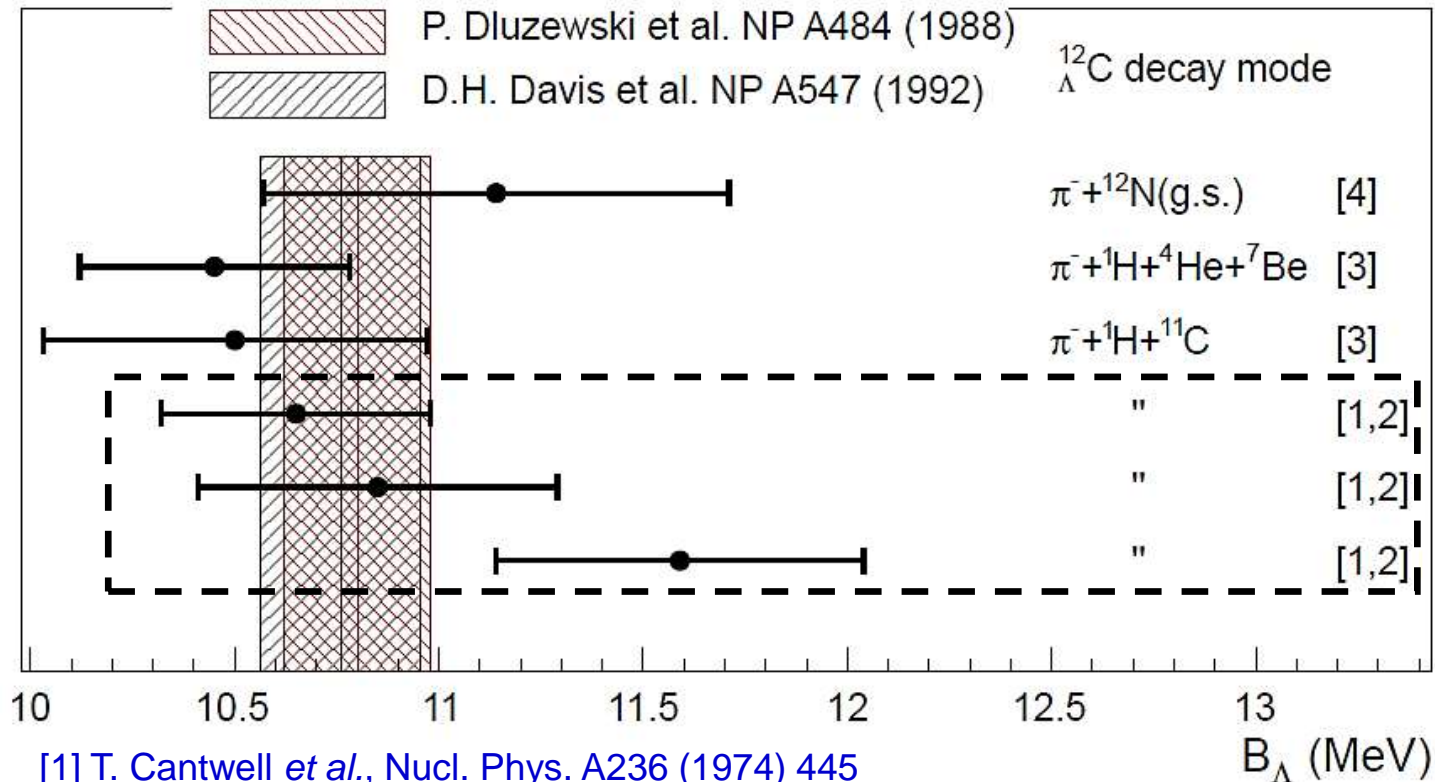 P. Dluzewski et al. NP A484 (1988)
D.H. Davis et al. NP A547 (1992)
¹²ΛC decay mode
π⁻+¹²N(g.s.) [4]
π⁻+¹H+⁴He+⁷Be [3]
π⁻+¹H+¹¹C [3]
" [1,2]
" [1,2]
" [1,2]
10 10.5 11 11.5 12 12.5 13
B_Λ (MeV)
[1] T. Cantwell et al., Nucl. Phys. A236 (1974) 445